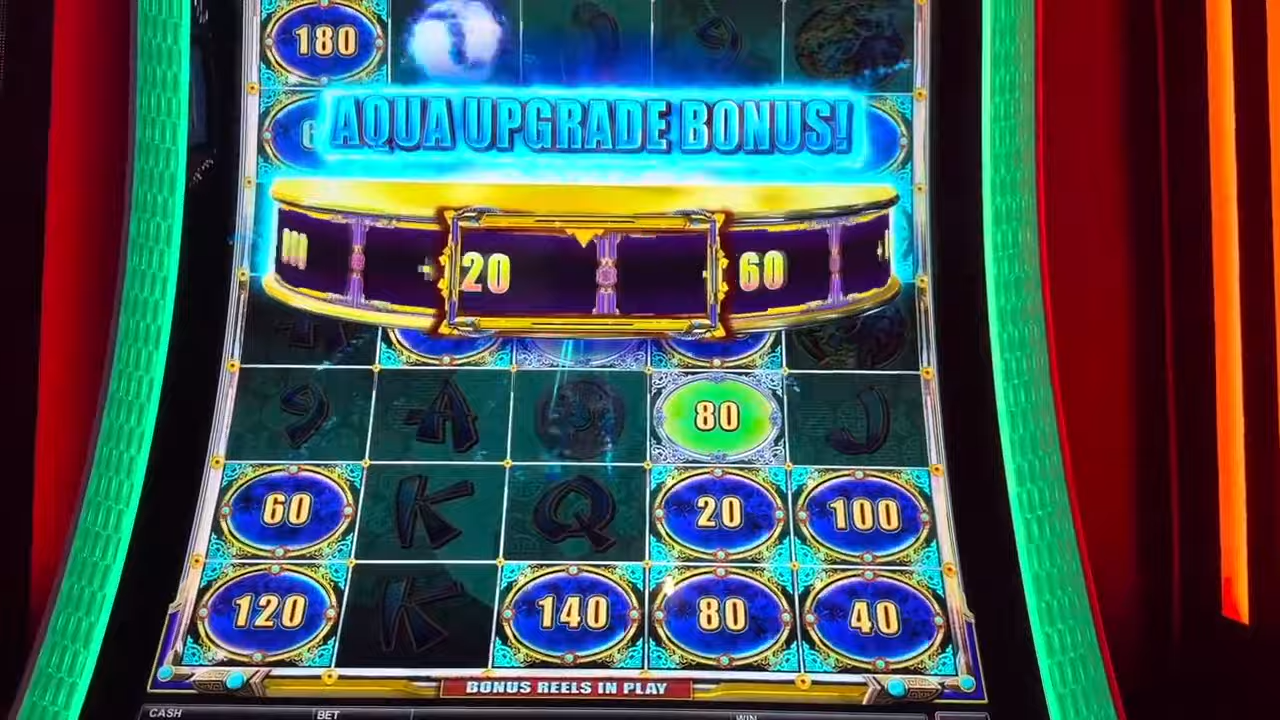 180
AQUA UPGRADE BONUS!
20 60
9 A 80 J
60 K Q 20 100
120 K 140 80 40
BONUS REELS IN PLAY
CASH BET WIN